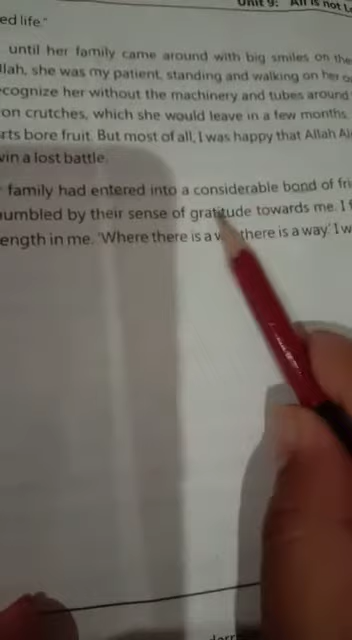 Unit 9: All is not
ed life."
until her family came around with big smiles on
llah, she was my patient, standing and walking on her
cognize her without the machinery and tubes around
on crutches, which she would leave in a few months.
rts bore fruit. But most of all, I was happy that Allah
vin a lost battle.
family had entered into a considerable bond of
umbled by their sense of gratitude towards me. I
ength in me. 'Where there is a there is a way.' I